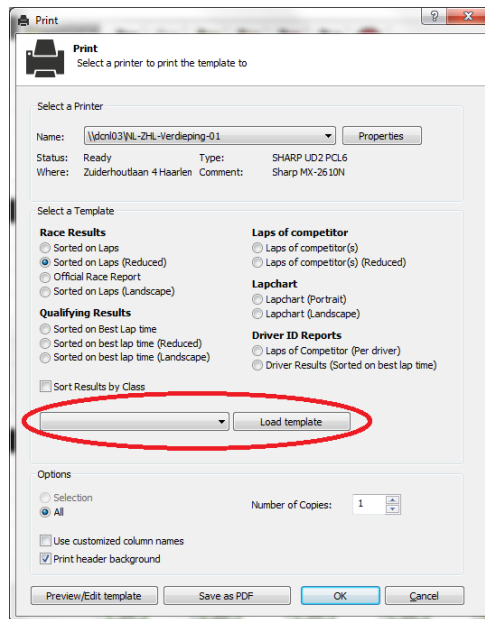 Print
Print
Select a printer to print the template to
Select a Printer
Name: \\dcnl03\NL-ZHL-Verdieping-01 Properties
Status: Ready Type: SHARP UD2 PCL6
Where: Zuiderhoutlaan 4 Haarlen Comment: Sharp MX-2610N
Select a Template
Race Results
Sorted on Laps
Sorted on Laps (Reduced)
Official Race Report
Sorted on Laps (Landscape)
Qualifying Results
Sorted on Best Lap time
Sorted on best lap time (Reduced)
Sorted on best lap time (Landscape)
Laps of competitor
Laps of competitor(s)
Laps of competitor(s) (Reduced)
Lapchart
Lapchart (Portrait)
Lapchart (Landscape)
Driver ID Reports
Laps of Competitor (Per driver)
Driver Results (Sorted on best lap time)
Sort Results by Class
Load template
Options
Selection
All
Number of Copies: 1
Use customized column names
Print header background
Preview/Edit template Save as PDF OK Cancel